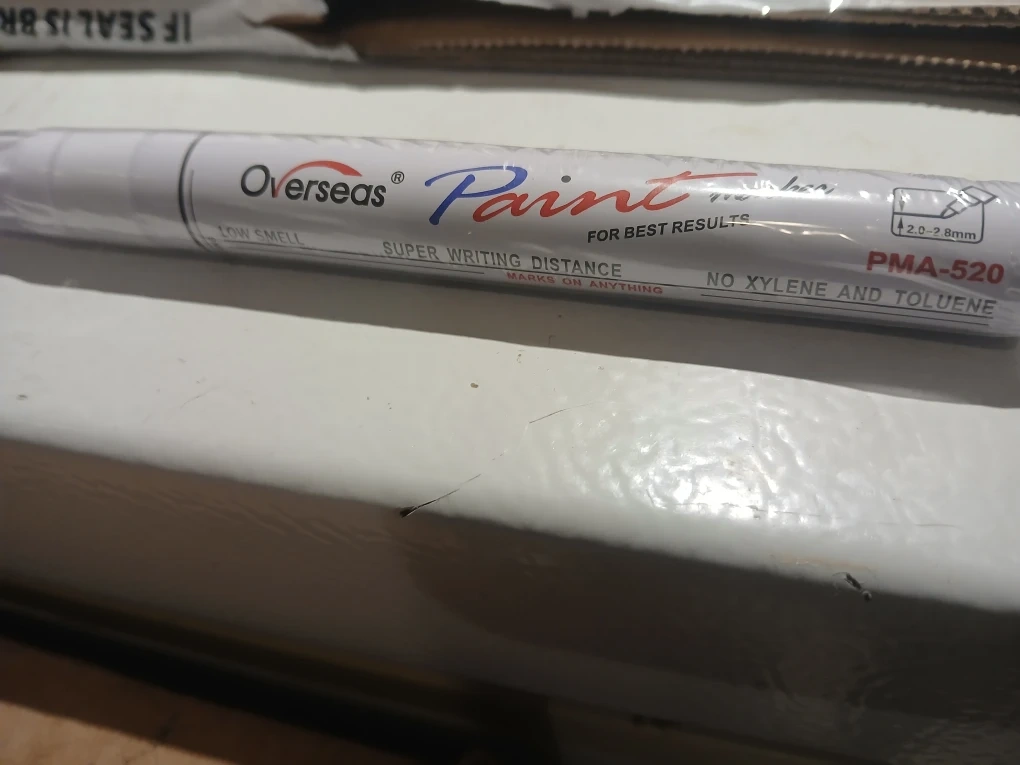 IF SEAL IS BR
Overseas®
Paint Marker
FOR BEST RESULTS
2.0-2.8mm
PMA-520
LOW SMELL
SUPER WRITING DISTANCE
MARKS ON ANYTHING
NO XYLENE AND TOLUENE